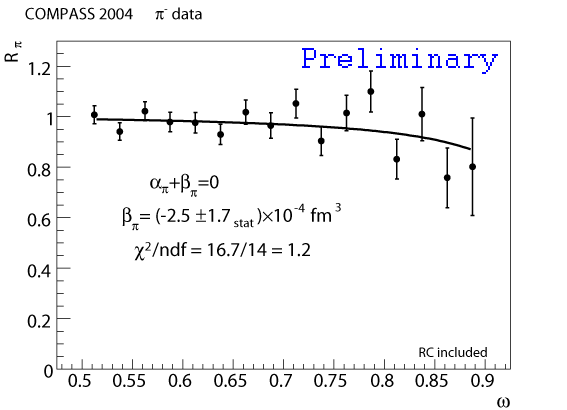 COMPASS 2004 π⁻ data
Preliminary
R_π
1.2
1
0.8
0.6
0.4
0.2
0
α_π+β_π=0
β_π= (-2.5 ±1.7 _stat)×10⁻⁴ fm³
χ²/ndf = 16.7/14 = 1.2
RC included
0.5 0.55 0.6 0.65 0.7 0.75 0.8 0.85 0.9
ω